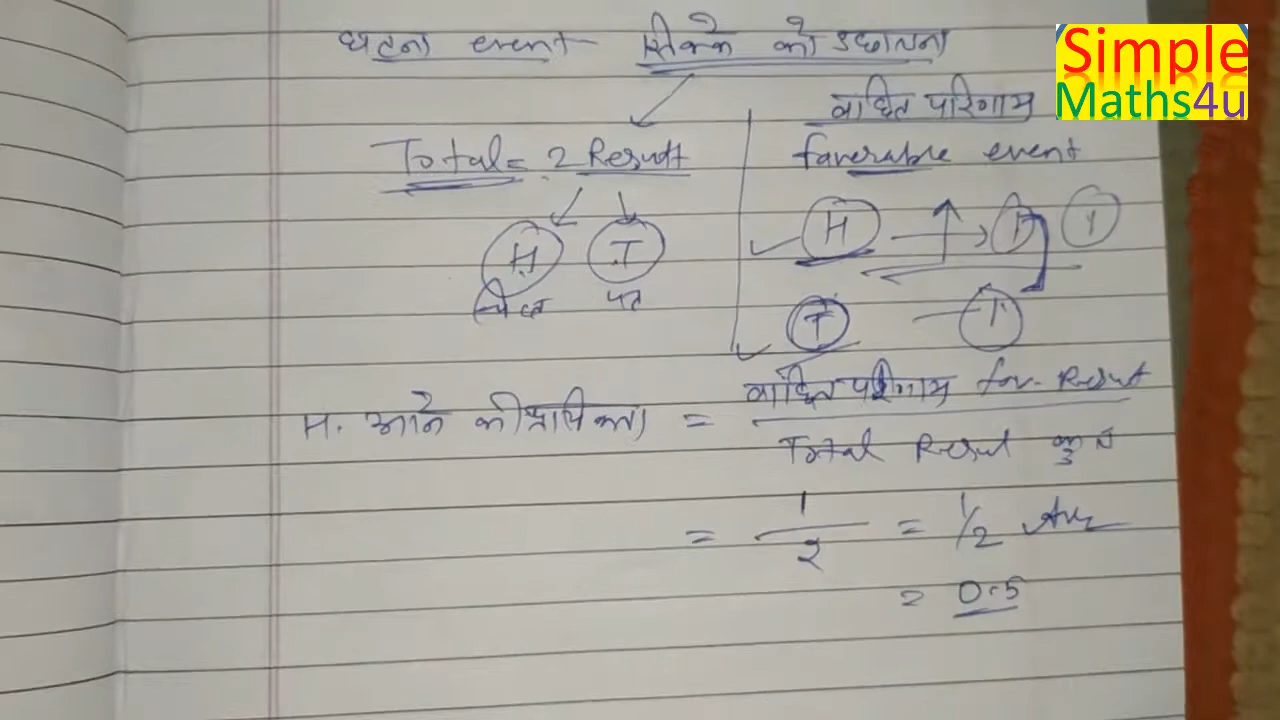 घटना event सिक्के को उछालना
Simple
Maths4u
वांछित परिणाम
Total = 2 Result
faverable event
H T
H → H T
चित्त पट
T T
H. आने की प्रायिकता = वांछित परिणाम fav. Result
Total Result
= 1/2 = 1/2 Ans
= 0.5